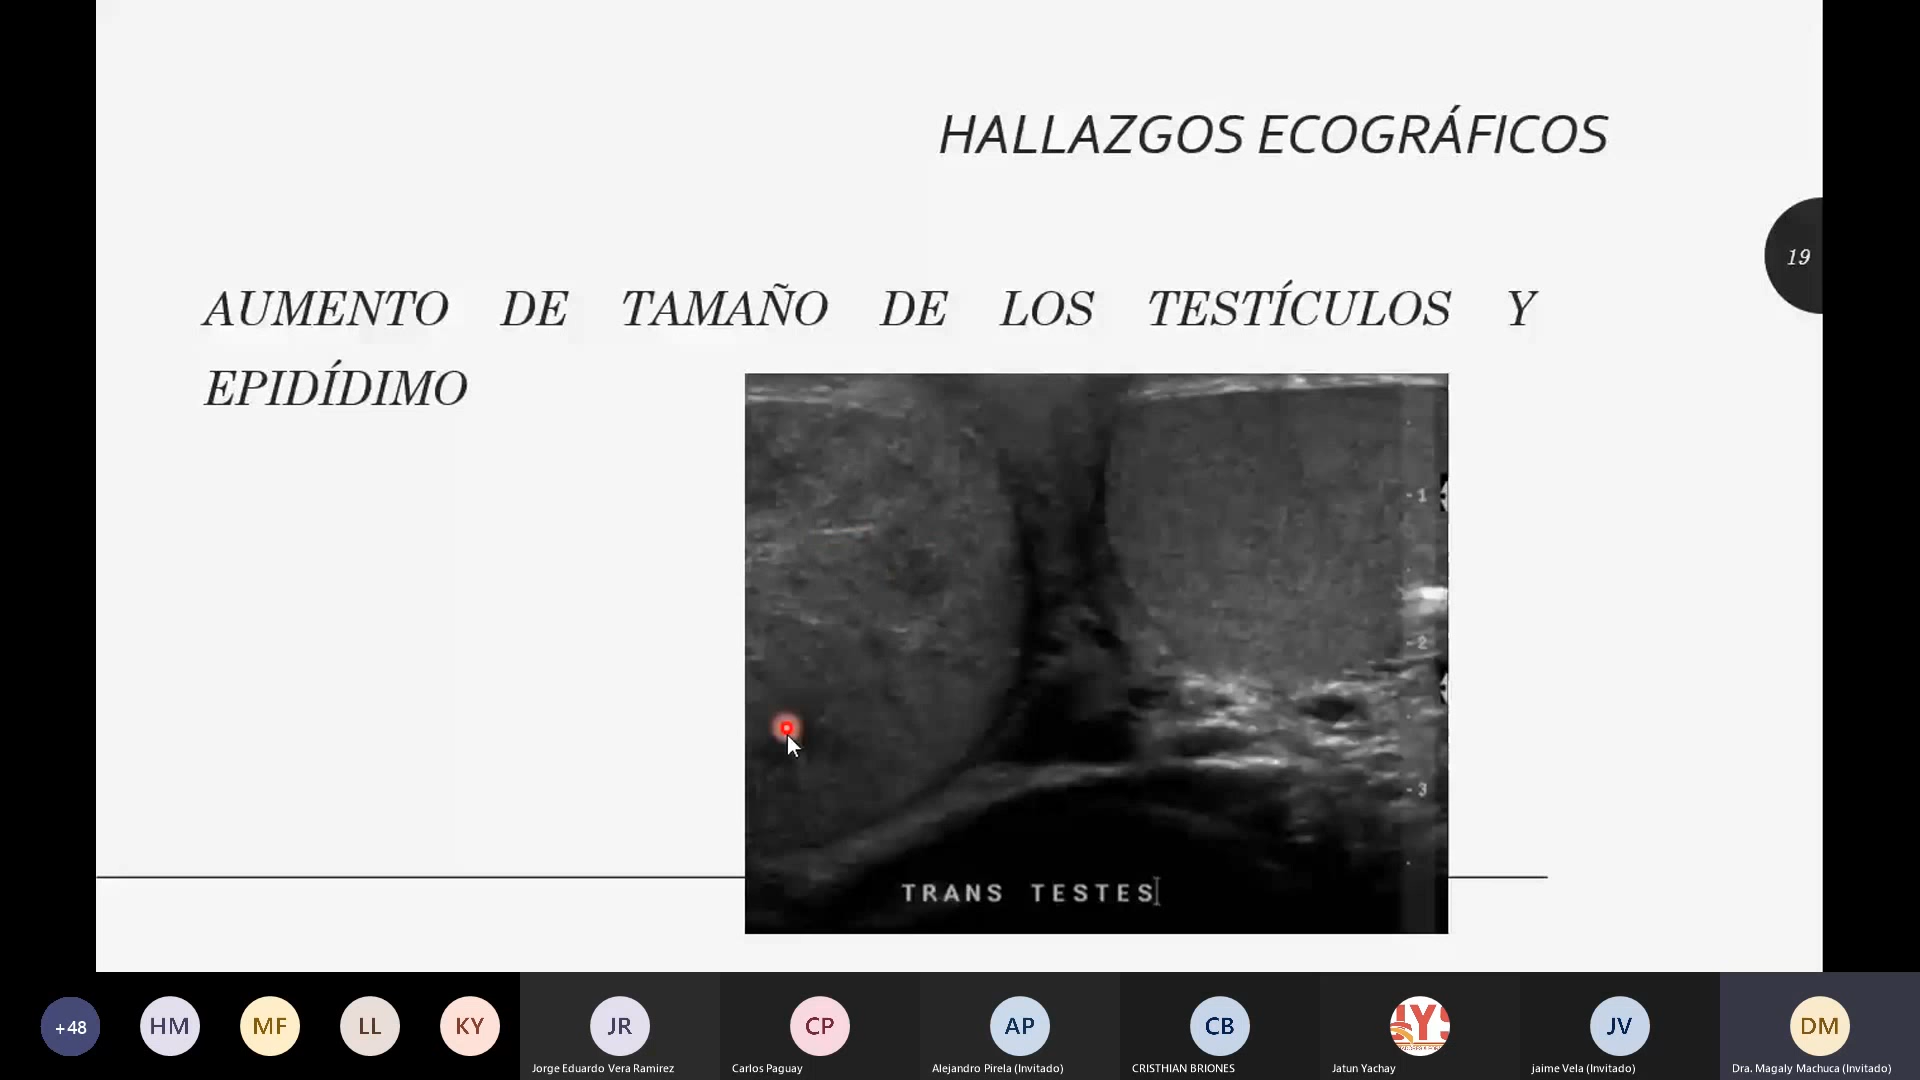 HALLAZGOS ECOGRÁFICOS
19
AUMENTO DE TAMAÑO DE LOS TESTÍCULOS Y
EPIDÍDIMO
-1
-2
-3
TRANS TESTES
+48
HM
MF
LL
KY
JR
CP
AP
CB
JV
DM
Jorge Eduardo Vera Ramirez
Carlos Paguay
Alejandro Pirela (Invitado)
CRISTHIAN BRIONES
Jatun Yachay
jaime Vela (Invitado)
Dra. Magaly Machuca (Invitado)